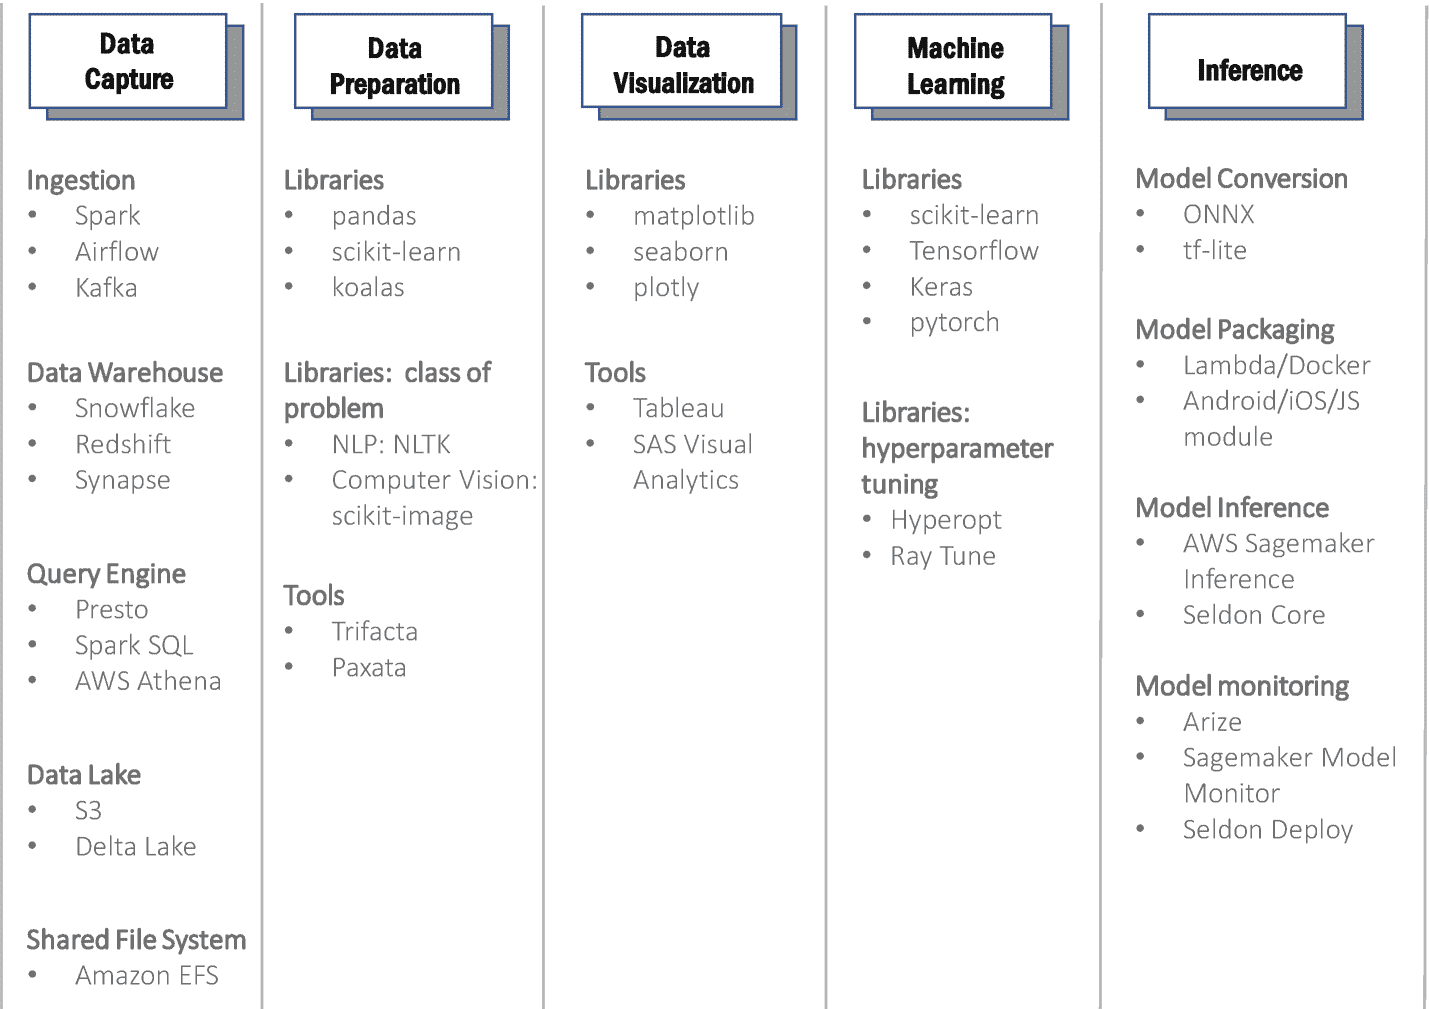 Data
Capture
Ingestion
• Spark
• Airflow
• Kafka
Data Warehouse
• Snowflake
• Redshift
• Synapse
Query Engine
• Presto
• Spark SQL
• AWS Athena
Data Lake
• S3
• Delta Lake
Shared File System
• Amazon EFS
Data
Preparation
Libraries
• pandas
• scikit-learn
• koalas
Libraries: class of
problem
• NLP: NLTK
• Computer Vision:
scikit-image
Tools
• Trifacta
• Paxata
Data
Visualization
Libraries
• matplotlib
• seaborn
• plotly
Tools
• Tableau
• SAS Visual
Analytics
Machine
Learning
Libraries
• scikit-learn
• Tensorflow
• Keras
• pytorch
Libraries:
hyperparameter
tuning
• Hyperopt
• Ray Tune
Inference
Model Conversion
• ONNX
• tf-lite
Model Packaging
• Lambda/Docker
• Android/iOS/JS
module
Model Inference
• AWS Sagemaker
Inference
• Seldon Core
Model monitoring
• Arize
• Sagemaker Model
Monitor
• Seldon Deploy